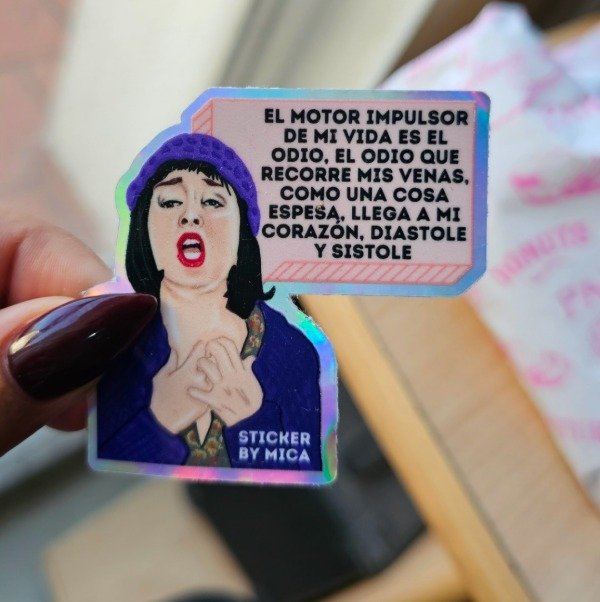 EL MOTOR IMPULSOR
DE MI VIDA ES EL
ODIO, EL ODIO QUE
RECORRE MIS VENAS,
COMO UNA COSA
ESPESA, LLEGA A MI
CORAZÓN, DIASTOLE
Y SISTOLE
STICKER
BY MICA
DONUTS